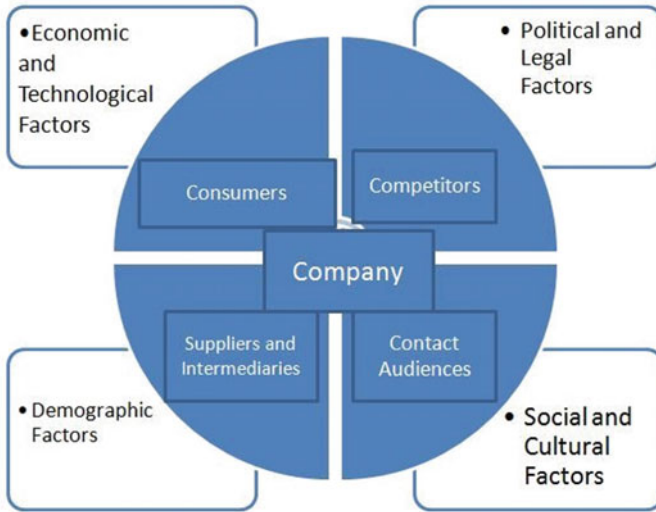 •Economic
and
Technological
Factors
• Political and
Legal
Factors
Consumers
Competitors
Company
Suppliers and
Intermediaries
Contact
Audiences
•Demographic
Factors
• Social and
Cultural
Factors